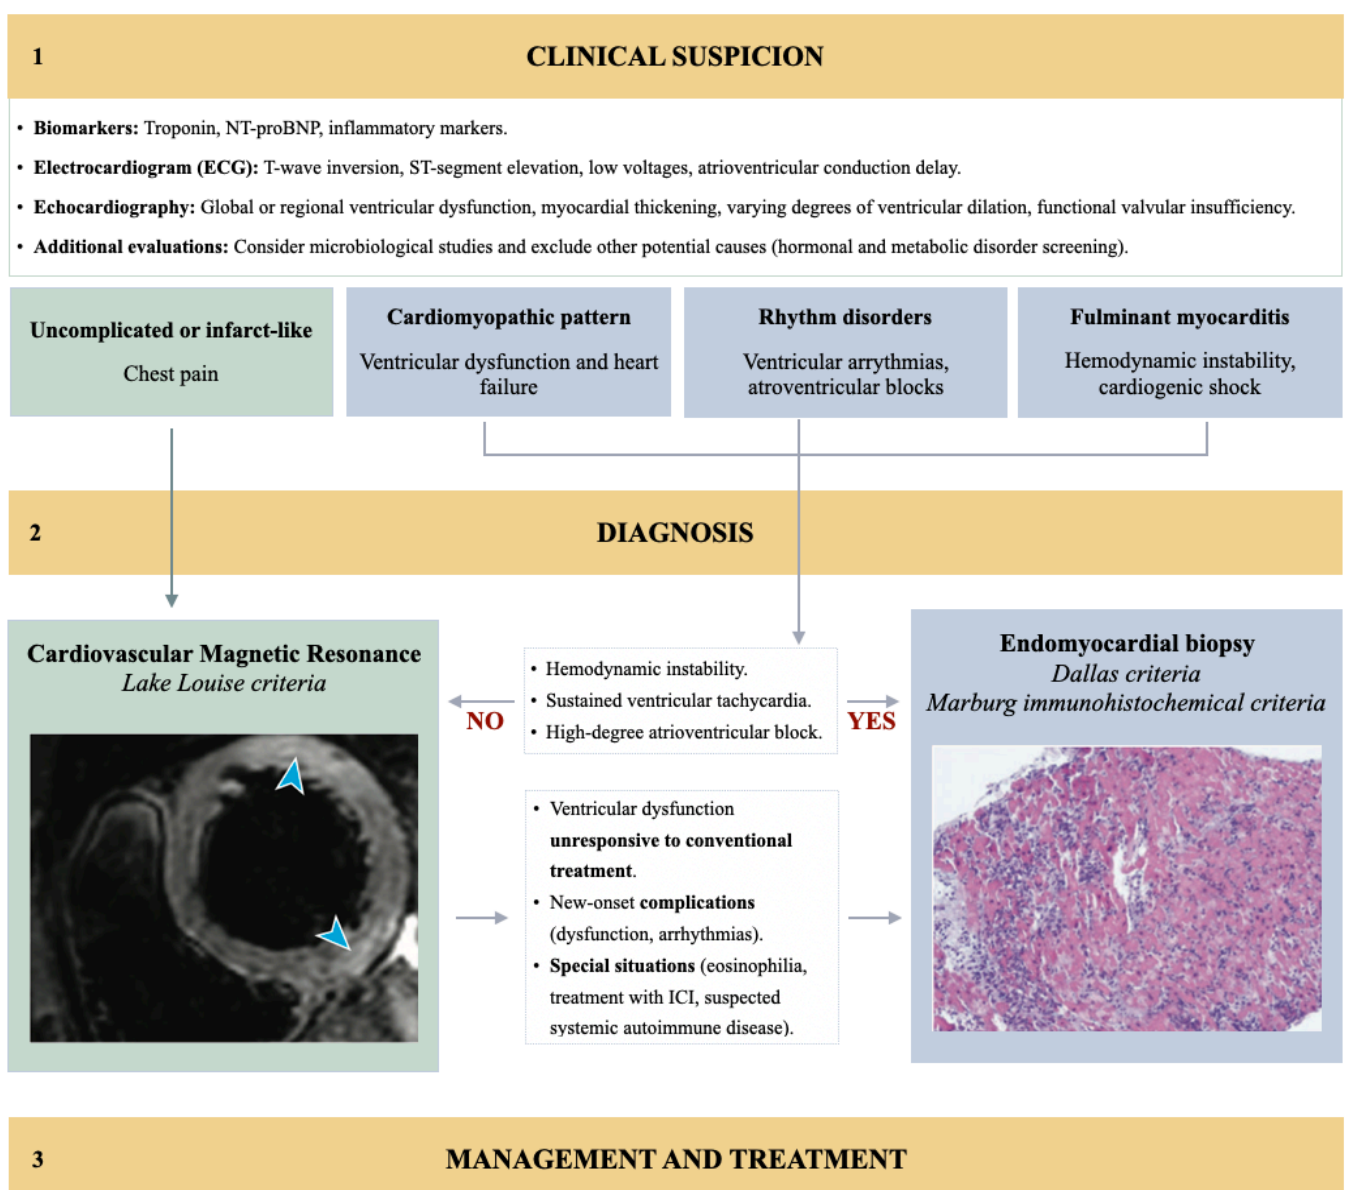 1
CLINICAL SUSPICION
• Biomarkers: Troponin, NT-proBNP, inflammatory markers.
• Electrocardiogram (ECG): T-wave inversion, ST-segment elevation, low voltages, atrioventricular conduction delay.
• Echocardiography: Global or regional ventricular dysfunction, myocardial thickening, varying degrees of ventricular dilation, functional valvular insufficiency.
• Additional evaluations: Consider microbiological studies and exclude other potential causes (hormonal and metabolic disorder screening).
Uncomplicated or infarct-like
Chest pain
Cardiomyopathic pattern
Ventricular dysfunction and heart
failure
Rhythm disorders
Ventricular arrythmias,
atroventricular blocks
Fulminant myocarditis
Hemodynamic instability,
cardiogenic shock
2
DIAGNOSIS
Cardiovascular Magnetic Resonance
Lake Louise criteria
• Hemodynamic instability.
• Sustained ventricular tachycardia.
• High-degree atrioventricular block.
NO
YES
Endomyocardial biopsy
Dallas criteria
Marburg immunohistochemical criteria
• Ventricular dysfunction
unresponsive to conventional
treatment.
• New-onset complications
(dysfunction, arrhythmias).
• Special situations (eosinophilia,
treatment with ICI, suspected
systemic autoimmune disease).
3
MANAGEMENT AND TREATMENT